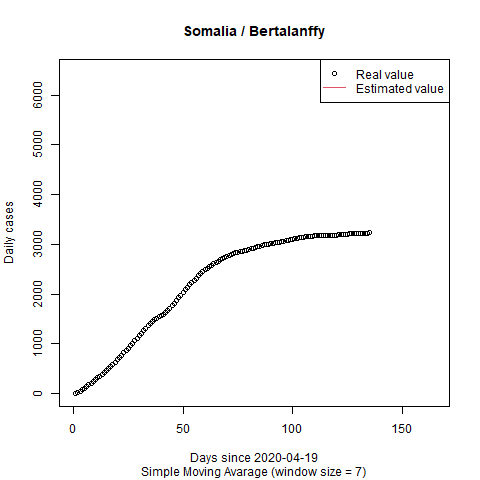 Somalia / Bertalanffy
Real value
Estimated value
6000
5000
4000
3000
2000
1000
0
Daily cases
0 50 100 150
Days since 2020-04-19
Simple Moving Avarage (window size = 7)